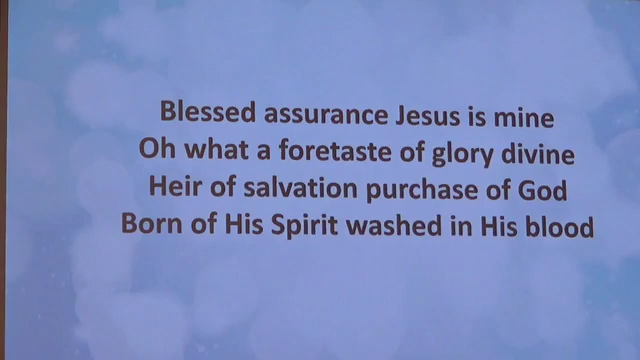 Blessed assurance Jesus is mine
Oh what a foretaste of glory divine
Heir of salvation purchase of God
Born of His Spirit washed in His blood